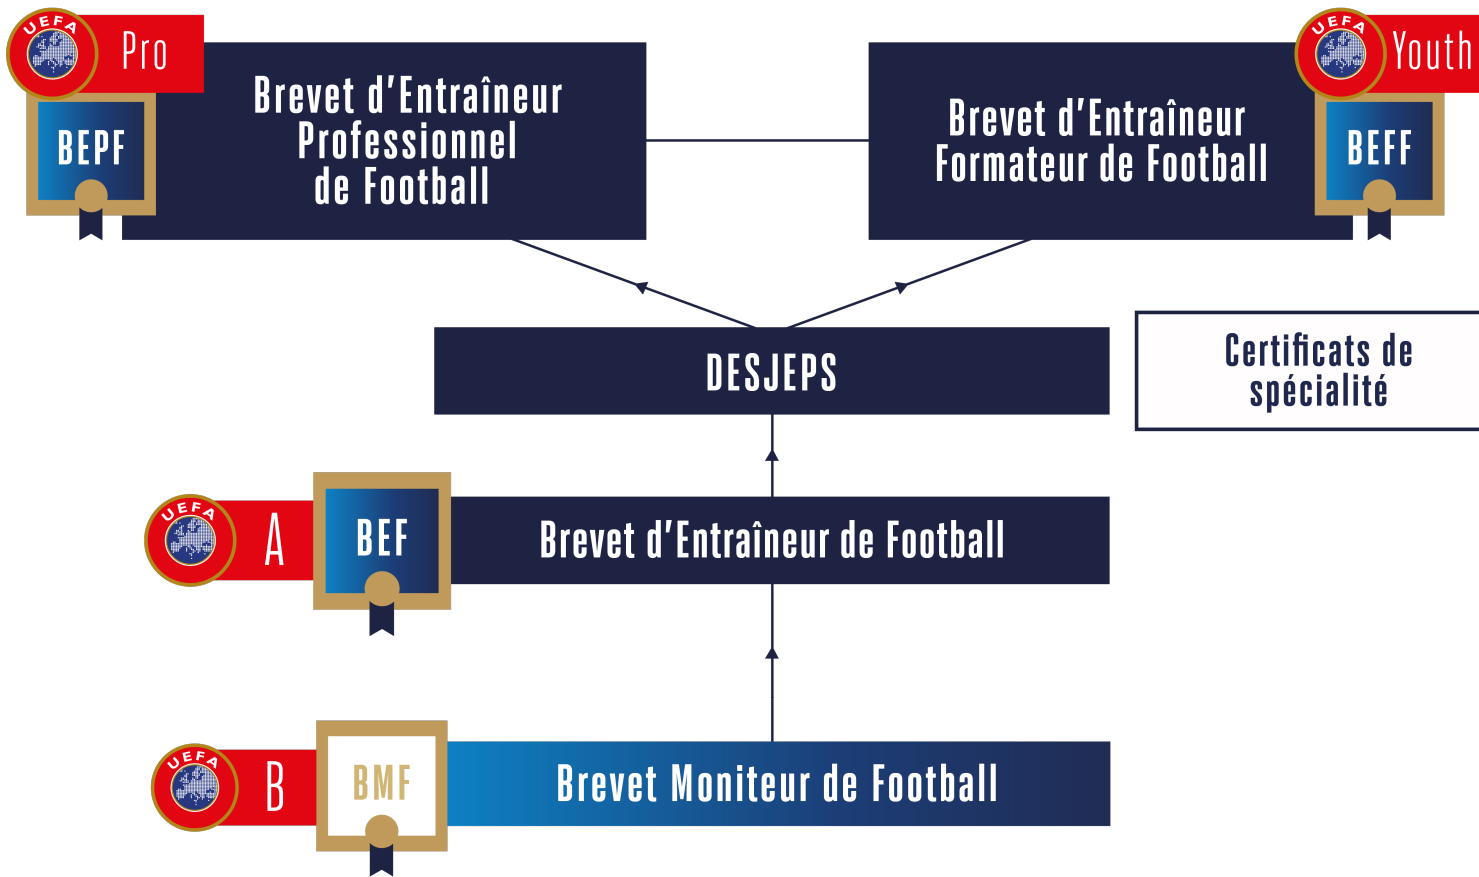 UEFA
Pro
BEPF
Brevet d'Entraîneur
Professionnel
de Football
Brevet d'Entraîneur
Formateur de Football
UEFA
Youth
BEFF
DESJEPS
Certificats de
spécialité
UEFA
A
BEF
Brevet d'Entraîneur de Football
UEFA
B
BMF
Brevet Moniteur de Football